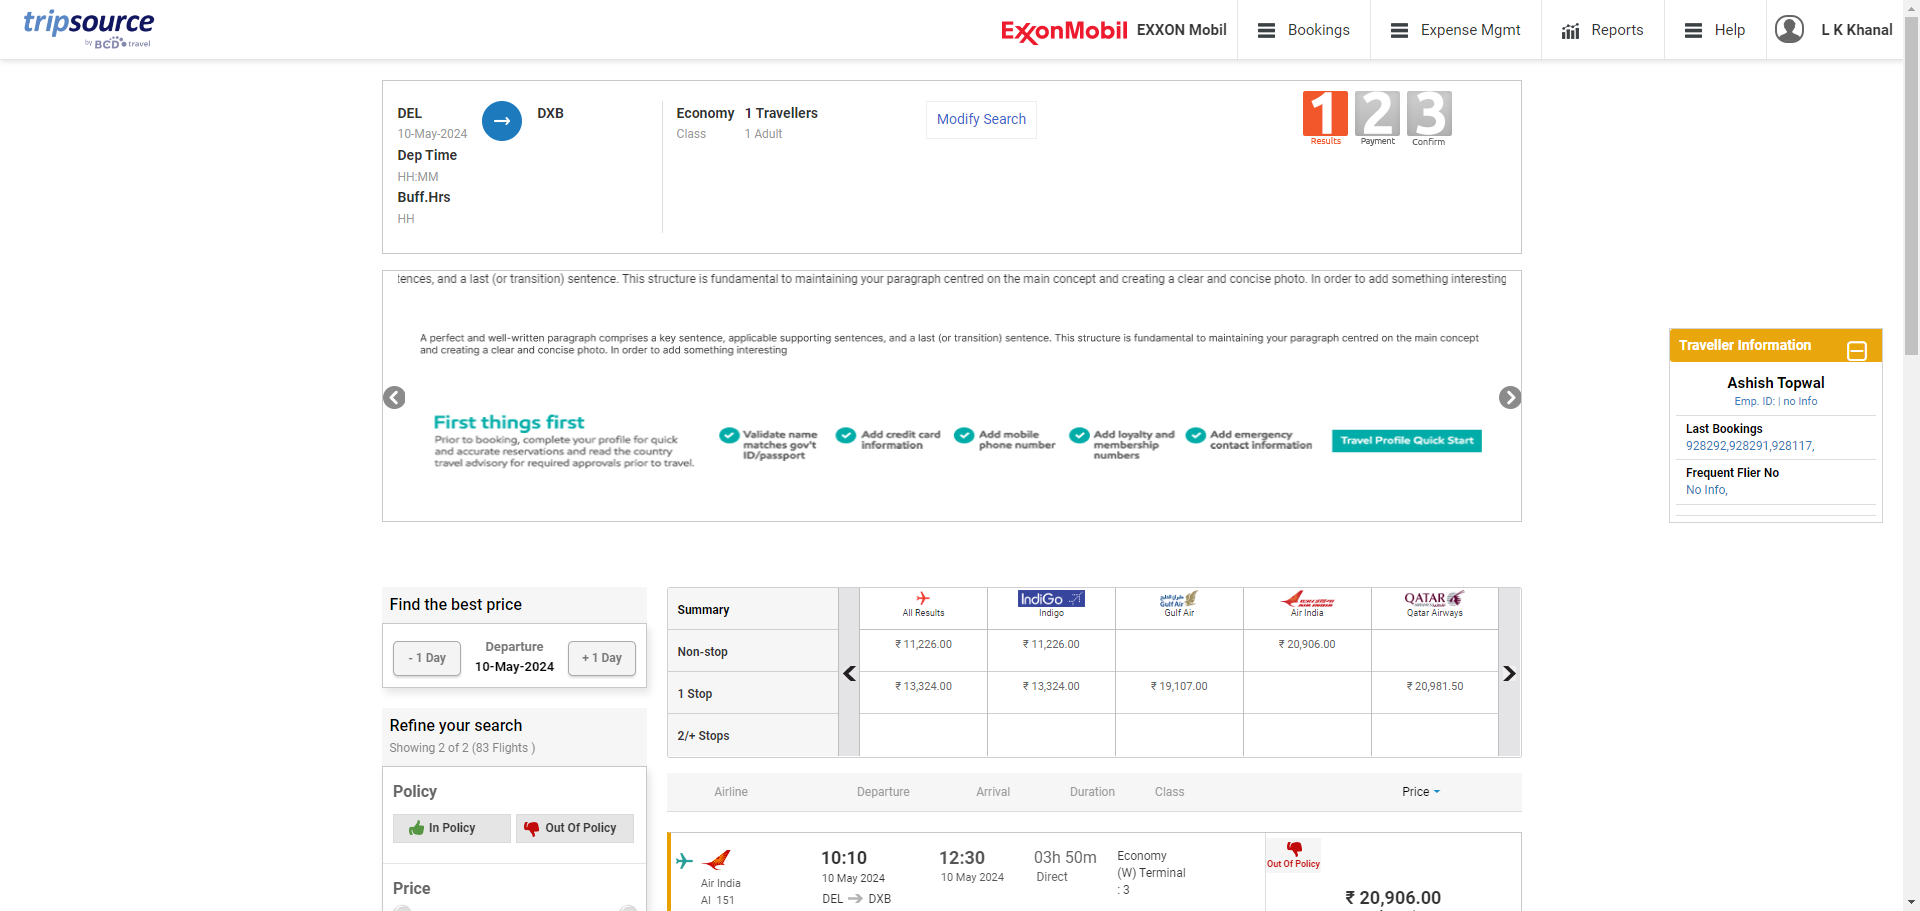 tripsource
by BCD travel
ExxonMobil EXXON Mobil
Bookings
Expense Mgmt
Reports
Help
L K Khanal
DEL
10-May-2024
DXB
Dep Time
HH:MM
Buff.Hrs
HH
Economy 1 Travellers
Class 1 Adult
Modify Search
1 2 3
Results Payment Confirm
tences, and a last (or transition) sentence. This structure is fundamental to maintaining your paragraph centred on the main concept and creating a clear and concise photo. In order to add something interesting
A perfect and well-written paragraph comprises a key sentence, applicable supporting sentences, and a last (or transition) sentence. This structure is fundamental to maintaining your paragraph centred on the main concept
and creating a clear and concise photo. In order to add something interesting
First things first
Prior to booking, complete your profile for quick
and accurate reservations and read the country
travel advisory for required approvals prior to travel.
Validate name
matches gov't
ID/passport
Add credit card
information
Add mobile
phone number
Add loyalty and
membership
numbers
Add emergency
contact information
Travel Profile Quick Start
Traveller Information
Ashish Topwal
Emp. ID: | no Info
Last Bookings
928292,928291,928117,
Frequent Flier No
No Info,
Find the best price
- 1 Day
Departure
10-May-2024
+ 1 Day
Refine your search
Showing 2 of 2 (83 Flights )
Policy
In Policy
Out Of Policy
Price
Summary
All Results
IndiGo
Indigo
Gulf Air
Gulf Air
AIR INDIA
Air India
QATAR
Qatar Airways
Non-stop
₹ 11,226.00 ₹ 11,226.00 ₹ 20,906.00
1 Stop
₹ 13,324.00 ₹ 13,324.00 ₹ 19,107.00 ₹ 20,981.50
2/+ Stops
Airline Departure Arrival Duration Class Price
Air India
AI 151
10:10
10 May 2024
DEL DXB
12:30
10 May 2024
03h 50m
Direct
Economy
(W) Terminal
: 3
Out Of Policy
₹ 20,906.00